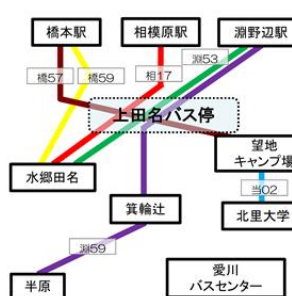 橋本駅
相模原駅
淵野辺駅
淵53
橋57
橋59
相17
上田名バス停
水郷田名
望地
キャンプ場
当02
箕輪辻
北里大学
淵59
半原
愛川
バスセンター